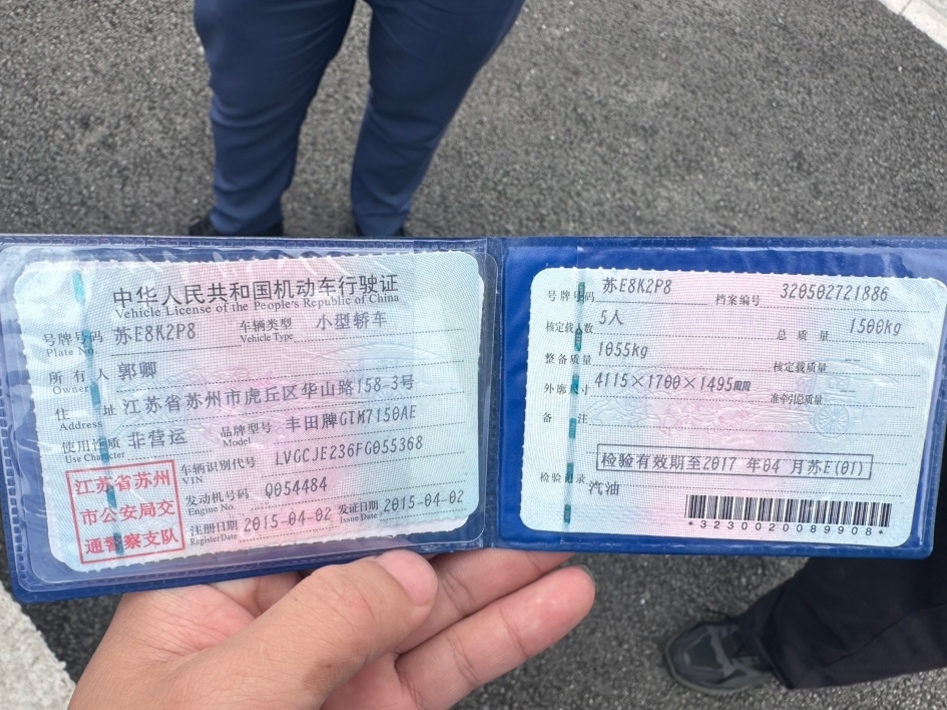 中华人民共和国机动车行驶证
Vehicle License of the People's Republic of China
号牌号码 苏E8K2P8 车辆类型 小型轿车
Plate No. Vehicle Type
所有人 郭卿
Owner
住址 江苏省苏州市虎丘区华山路158-3号
Address
使用性质 非营运 品牌型号 丰田牌GTM7150AE
Use Character Model
江苏省苏州
市公安局交
通警察支队
车辆识别代号 LVGCJE236FG055368
VIN
发动机号码 Q054484
Engine No.
注册日期 2015-04-02 发证日期 2015-04-02
Register Date Issue Date
号牌号码 苏E8K2P8 档案编号 320502721886
核定载人数 5人 总质量 1500kg
整备质量 1055kg 核定载质量 --
外廓尺寸 4115×1700×1495mm 准牵引总质量
备注
检验有效期至2017 年04 月苏E(01)
检验记录
汽油
*3230020089908*